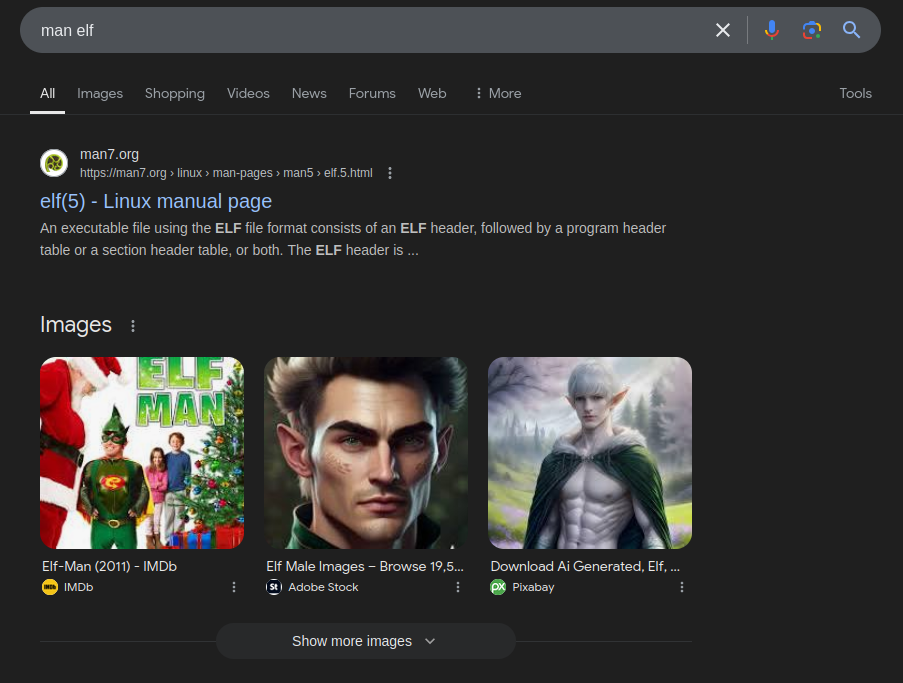 man elf
All
Images
Shopping
Videos
News
Forums
Web
More
Tools
man7.org
https://man7.org › linux › man-pages › man5 › elf.5.html
elf(5) - Linux manual page
An executable file using the ELF file format consists of an ELF header, followed by a program header
table or a section header table, or both. The ELF header is ...
Images
ELF
MAN
Elf-Man (2011) - IMDb
IMDb
IMDb
Elf Male Images – Browse 19,5...
St
Adobe Stock
Download Ai Generated, Elf, ...
px
Pixabay
Show more images